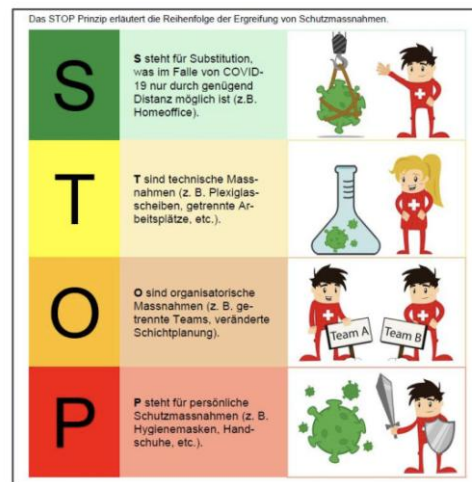 Das STOP Prinzip erläutert die Reihenfolge der Ergreifung von Schutzmassnahmen.
S
S steht für Substitution,
was im Falle von COVID-
19 nur durch genügend
Distanz möglich ist (z.B.
Homeoffice).
T
T sind technische Mass-
nahmen (z. B. Plexiglas-
scheiben, getrennte Ar-
beitsplätze, etc.).
O
O sind organisatorische
Massnahmen (z. B. ge-
trennte Teams, veränderte
Schichtplanung).
Team A
Team B
P
P steht für persönliche
Schutzmassnahmen (z. B.
Hygienemasken, Hand-
schuhe, etc.).